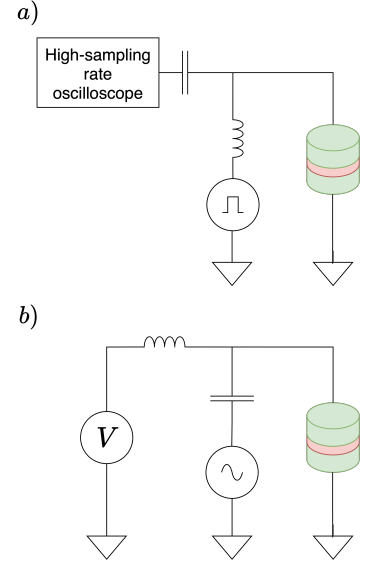 a)
High-sampling
rate
oscilloscope
b)
V